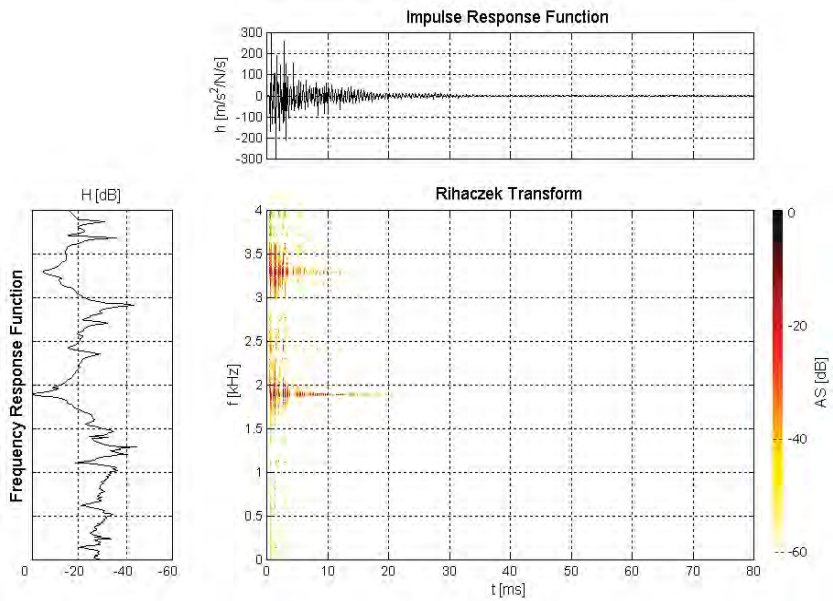 Impulse Response Function
h [m/s²/N/s]
300
200
100
0
-100
-200
-300
H [dB]
Frequency Response Function
0 -20 -40 -60
Rihaczek Transform
f [kHz]
4
3.5
3
2.5
2
1.5
1
0.5
0
0 10 20 30 40 50 60 70 80
t [ms]
0
-20
-40
-60
AS [dB]